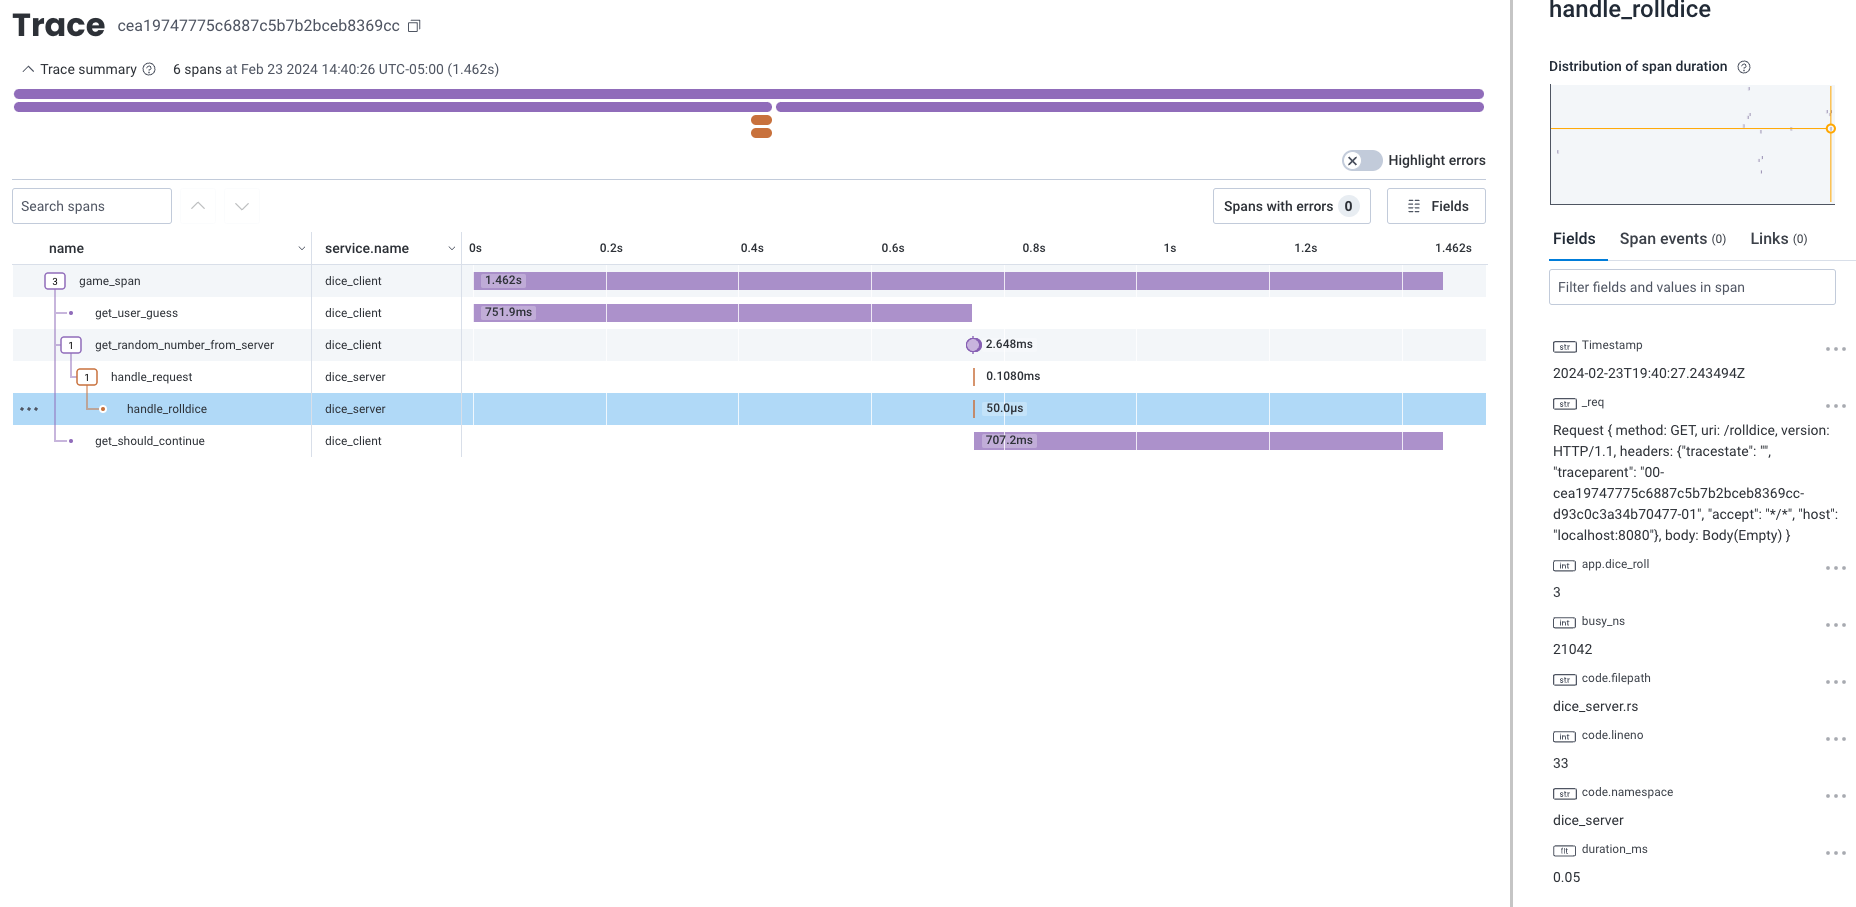 Trace cea19747775c6887c5b7b2bceb8369cc
Trace summary 6 spans at Feb 23 2024 14:40:26 UTC-05:00 (1.462s)
Highlight errors
Search spans
Spans with errors 0
Fields
name service.name 0s 0.2s 0.4s 0.6s 0.8s 1s 1.2s 1.462s
3 game_span dice_client 1.462s
get_user_guess dice_client 751.9ms
1 get_random_number_from_server dice_client 2.648ms
1 handle_request dice_server 0.1080ms
handle_rolldice dice_server 50.0µs
get_should_continue dice_client 707.2ms
handle_rolldice
Distribution of span duration
Fields Span events (0) Links (0)
Filter fields and values in span
str Timestamp
2024-02-23T19:40:27.243494Z
str _req
Request { method: GET, uri: /rolldice, version:
HTTP/1.1, headers: {"tracestate": "",
"traceparent": "00-
cea19747775c6887c5b7b2bceb8369cc-
d93c0c3a34b70477-01", "accept": "*/*", "host":
"localhost:8080"}, body: Body(Empty) }
int app.dice_roll
3
int busy_ns
21042
str code.filepath
dice_server.rs
int code.lineno
33
str code.namespace
dice_server
flt duration_ms
0.05